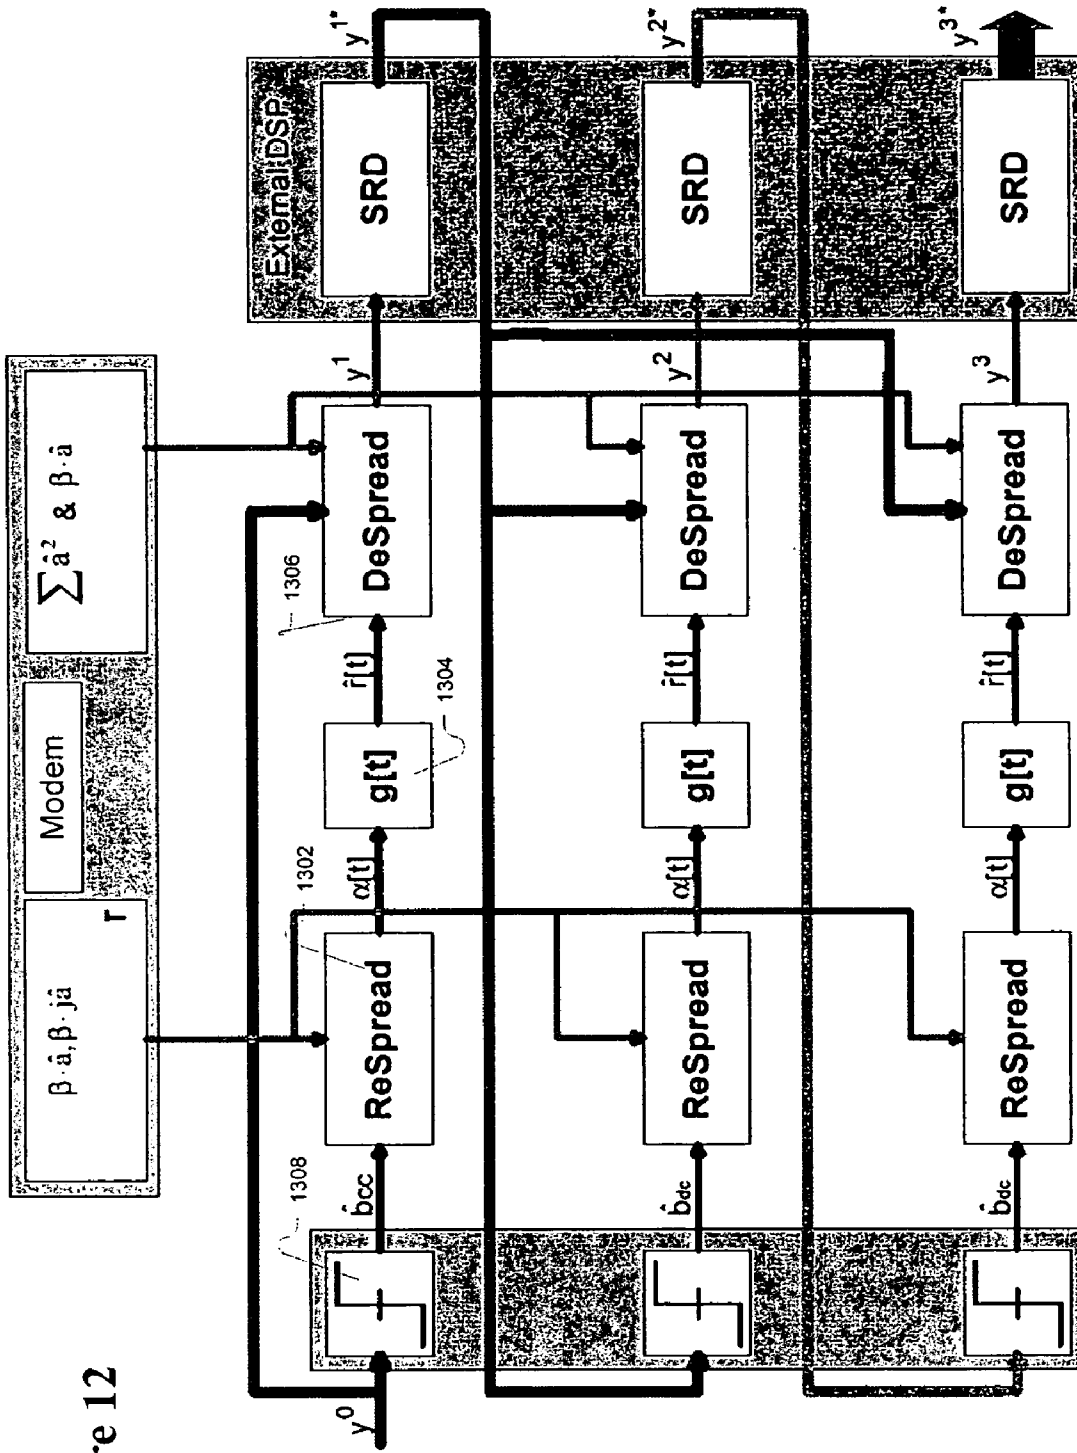 re 12
Modem
β·â, β·jâ
r
∑â² & β·â
External DSP
y⁰
1308
b̂cc
ReSpread
1302
α[t]
g[t]
1304
r̂[t]
1306
DeSpread
y¹
SRD
y¹*
b̂dc
ReSpread
α[t]
g[t]
r̂[t]
DeSpread
y²
SRD
y²*
b̂dc
ReSpread
α[t]
g[t]
r̂[t]
DeSpread
y³
SRD
y³*